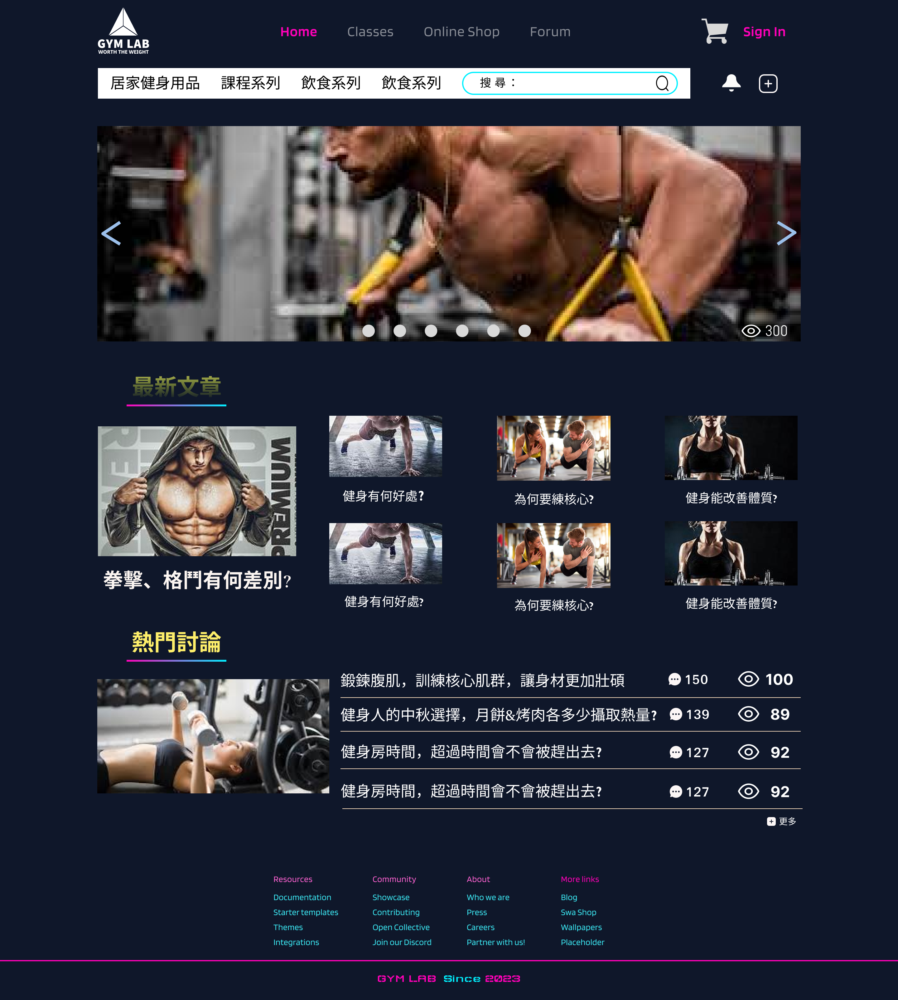 GYM LAB
WORTH THE WEIGHT
Home Classes Online Shop Forum
Sign In
居家健身用品 課程系列 飲食系列 飲食系列 搜尋：
300
最新文章
PREMIUM
健身有何好處?
為何要練核心?
健身能改善體質?
拳擊、格鬥有何差別?
健身有何好處?
為何要練核心?
健身能改善體質?
熱門討論
鍛鍊腹肌，訓練核心肌群，讓身材更加壯碩 150 100
健身人的中秋選擇，月餅&烤肉各多少攝取熱量? 139 89
健身房時間，超過時間會不會被趕出去? 127 92
健身房時間，超過時間會不會被趕出去? 127 92
更多
Resources
Documentation
Starter templates
Themes
Integrations
Community
Showcase
Contributing
Open Collective
Join our Discord
About
Who we are
Press
Careers
Partner with us!
More links
Blog
Swa Shop
Wallpapers
Placeholder
GYM LAB Since 2023